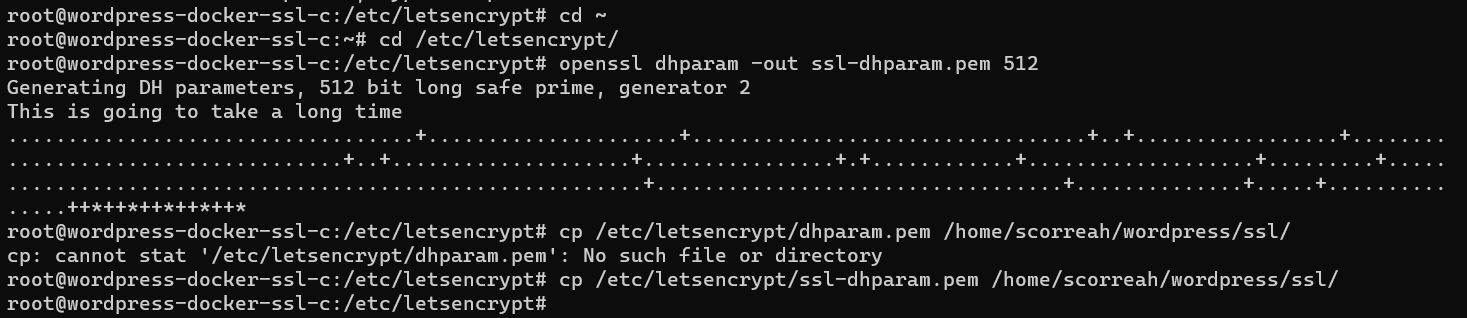 root@wordpress-docker-ssl-c:/etc/letsencrypt# cd ~
root@wordpress-docker-ssl-c:~# cd /etc/letsencrypt/
root@wordpress-docker-ssl-c:/etc/letsencrypt# openssl dhparam -out ssl-dhparam.pem 512
Generating DH parameters, 512 bit long safe prime, generator 2
This is going to take a long time
..................................+.....................+.................................+..+.................+........
............................+..+....................+................+.+............+...................+.........+.....
.....................................................+..................................+..............+.....+..........
.....++*++*++*++*++*
root@wordpress-docker-ssl-c:/etc/letsencrypt# cp /etc/letsencrypt/dhparam.pem /home/scorreah/wordpress/ssl/
cp: cannot stat '/etc/letsencrypt/dhparam.pem': No such file or directory
root@wordpress-docker-ssl-c:/etc/letsencrypt# cp /etc/letsencrypt/ssl-dhparam.pem /home/scorreah/wordpress/ssl/
root@wordpress-docker-ssl-c:/etc/letsencrypt#